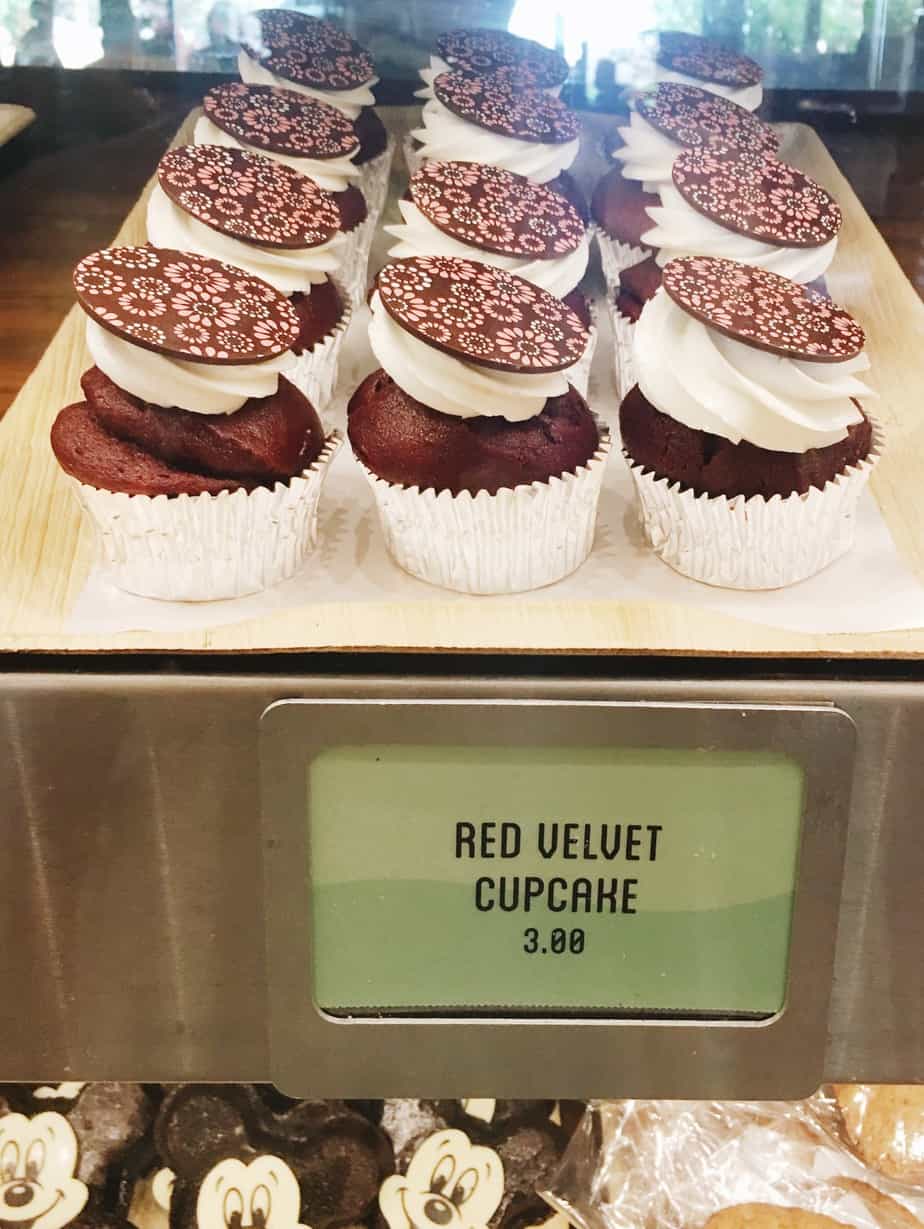 RED VELVET
CUPCAKE
3.00